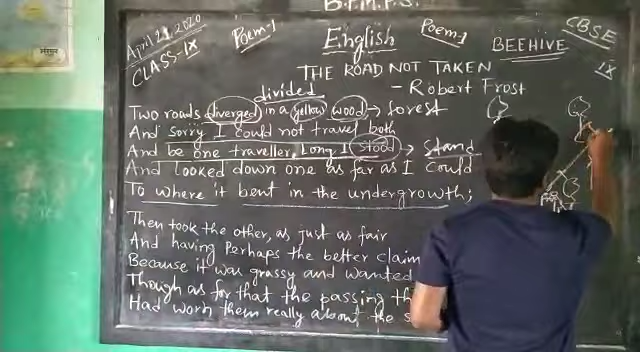 B.P.M.P.S.
April 21, 2020
CLASS-IX
Poem-1
English
Poem-1
BEEHIVE
CBSE
IX
THE ROAD NOT TAKEN
- Robert Frost
divided
Two roads diverged in a yellow wood, → forest
And sorry I could not travel both
And be one traveller, Long I stood → Stand
And looked down one as far as I could
To where it bent in the undergrowth;
Then took the other, as just as fair
And having Perhaps the better claim
Because it was grassy and wanted
Though as for that the passing th
Had worn them really about the s